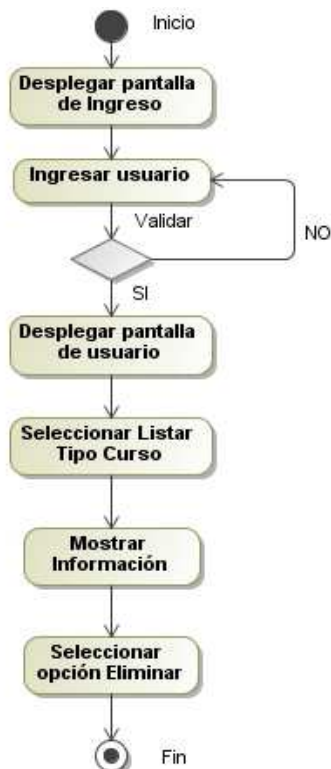 Inicio
Desplegar pantalla
de Ingreso
Ingresar usuario
Validar
NO
SI
Desplegar pantalla
de usuario
Seleccionar Listar
Tipo Curso
Mostrar
Información
Seleccionar
opción Eliminar
Fin